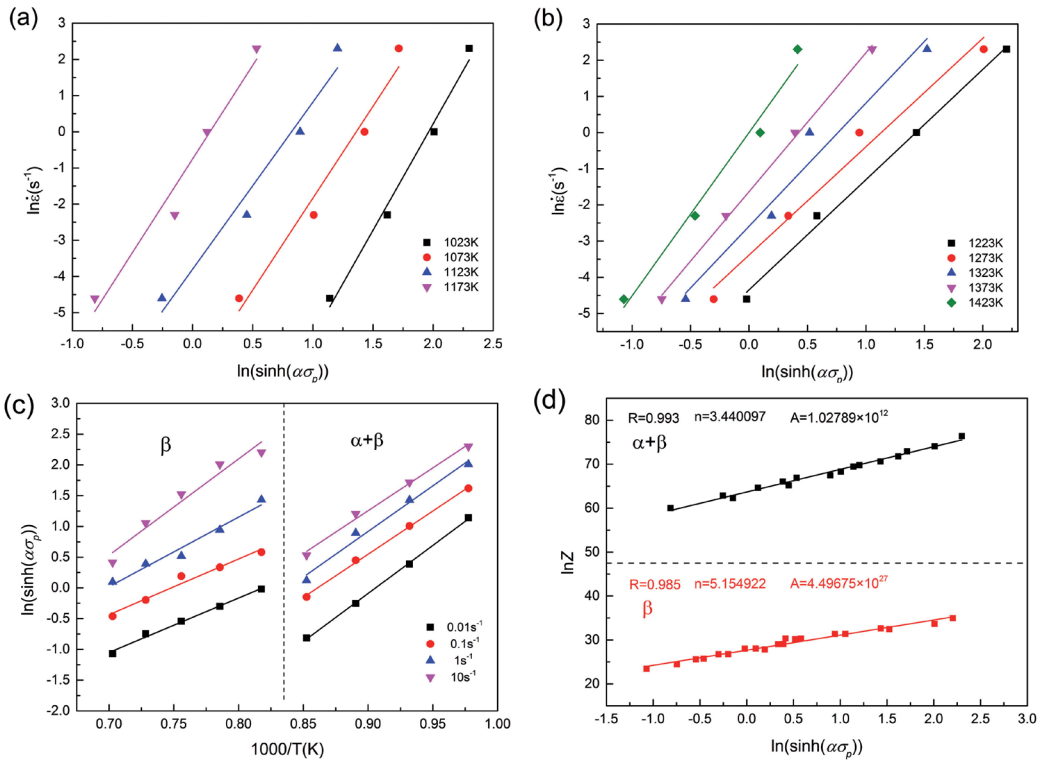 (a)
3
2
1
0
-1
-2
-3
-4
-5
lnε̇(s⁻¹)
1023K
1073K
1123K
1173K
-1.0 -0.5 0.0 0.5 1.0 1.5 2.0 2.5
ln(sinh(ασₚ))
(b)
3
2
1
0
-1
-2
-3
-4
-5
lnε̇(s⁻¹)
1223K
1273K
1323K
1373K
1423K
-1.0 -0.5 0.0 0.5 1.0 1.5 2.0
ln(sinh(ασₚ))
(c)
3.0
2.5
2.0
1.5
1.0
0.5
0.0
-0.5
-1.0
-1.5
-2.0
ln(sinh(ασₚ))
β
α+β
0.01s⁻¹
0.1s⁻¹
1s⁻¹
10s⁻¹
0.70 0.75 0.80 0.85 0.90 0.95 1.00
1000/T(K)
(d)
80
70
60
50
40
30
20
lnZ
R=0.993 n=3.440097 A=1.02789×10¹²
α+β
R=0.985 n=5.154922 A=4.49675×10²⁷
β
-1.5 -1.0 -0.5 0.0 0.5 1.0 1.5 2.0 2.5 3.0
ln(sinh(ασₚ))